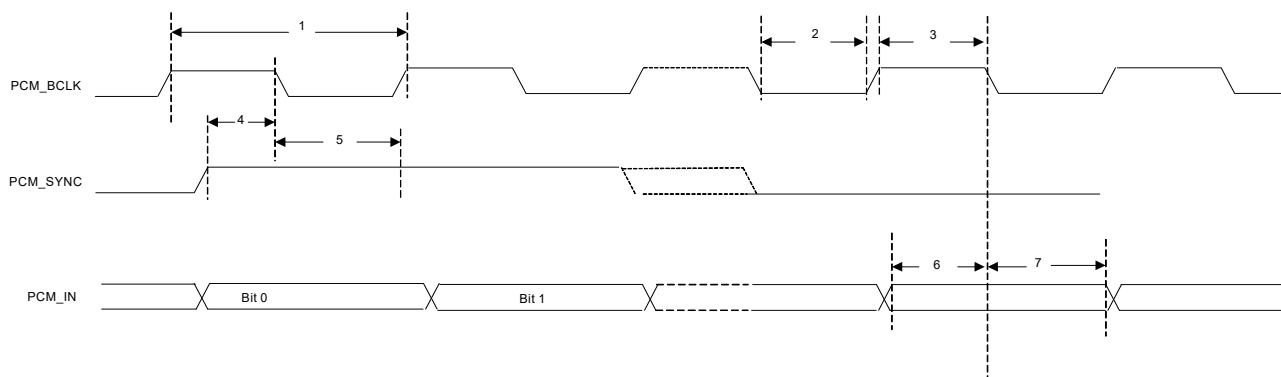 1
2
3
PCM_BCLK
4
5
PCM_SYNC
6
7
PCM_IN
Bit 0
Bit 1